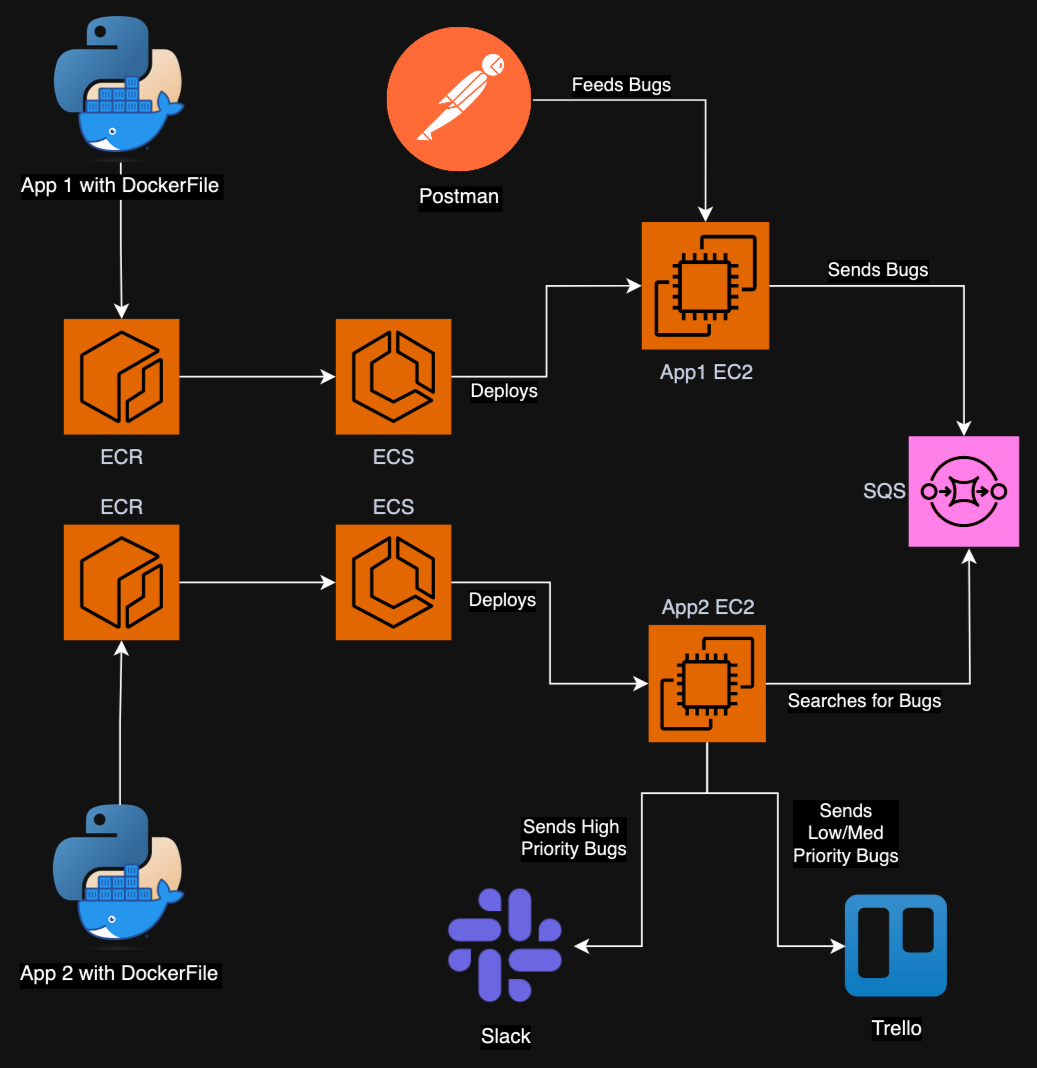 Feeds Bugs
App 1 with DockerFile
Postman
Sends Bugs
App1 EC2
Deploys
ECR
ECS
SQS
ECR
ECS
Deploys
App2 EC2
Searches for Bugs
Sends High
Priority Bugs
Sends
Low/Med
Priority Bugs
App 2 with DockerFile
Slack
Trello